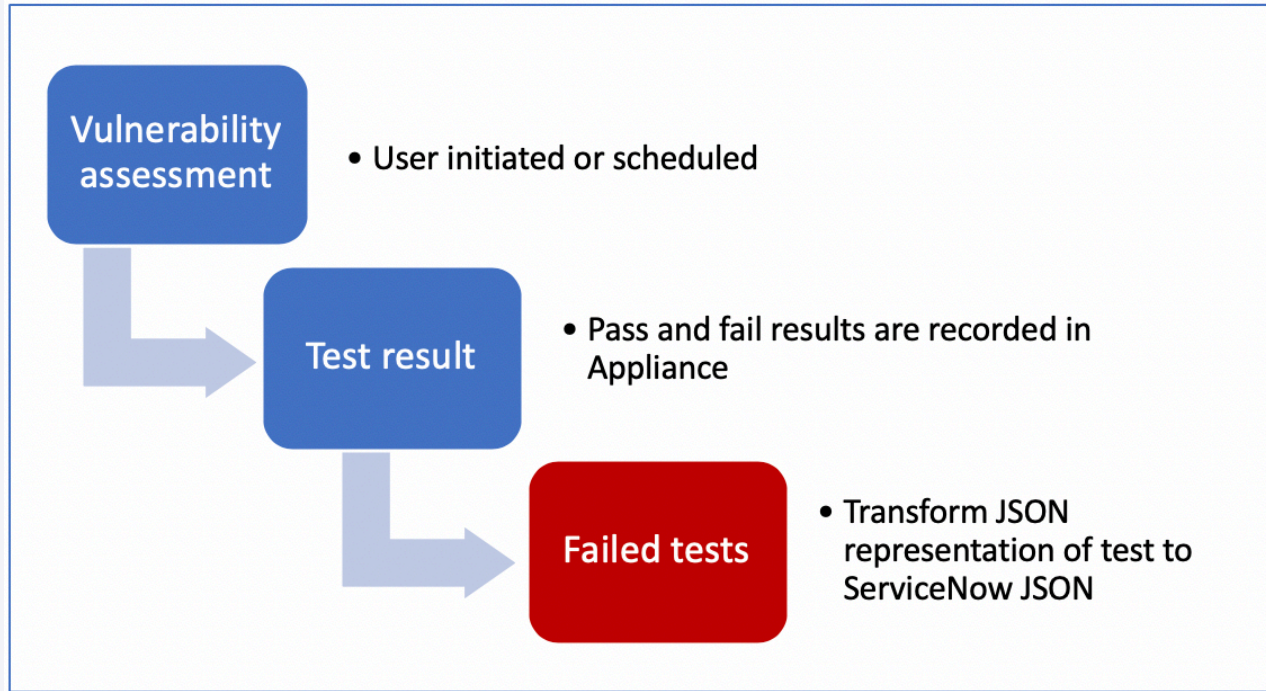 Vulnerability
assessment
• User initiated or scheduled
Test result
• Pass and fail results are recorded in
Appliance
Failed tests
• Transform JSON
representation of test to
ServiceNow JSON